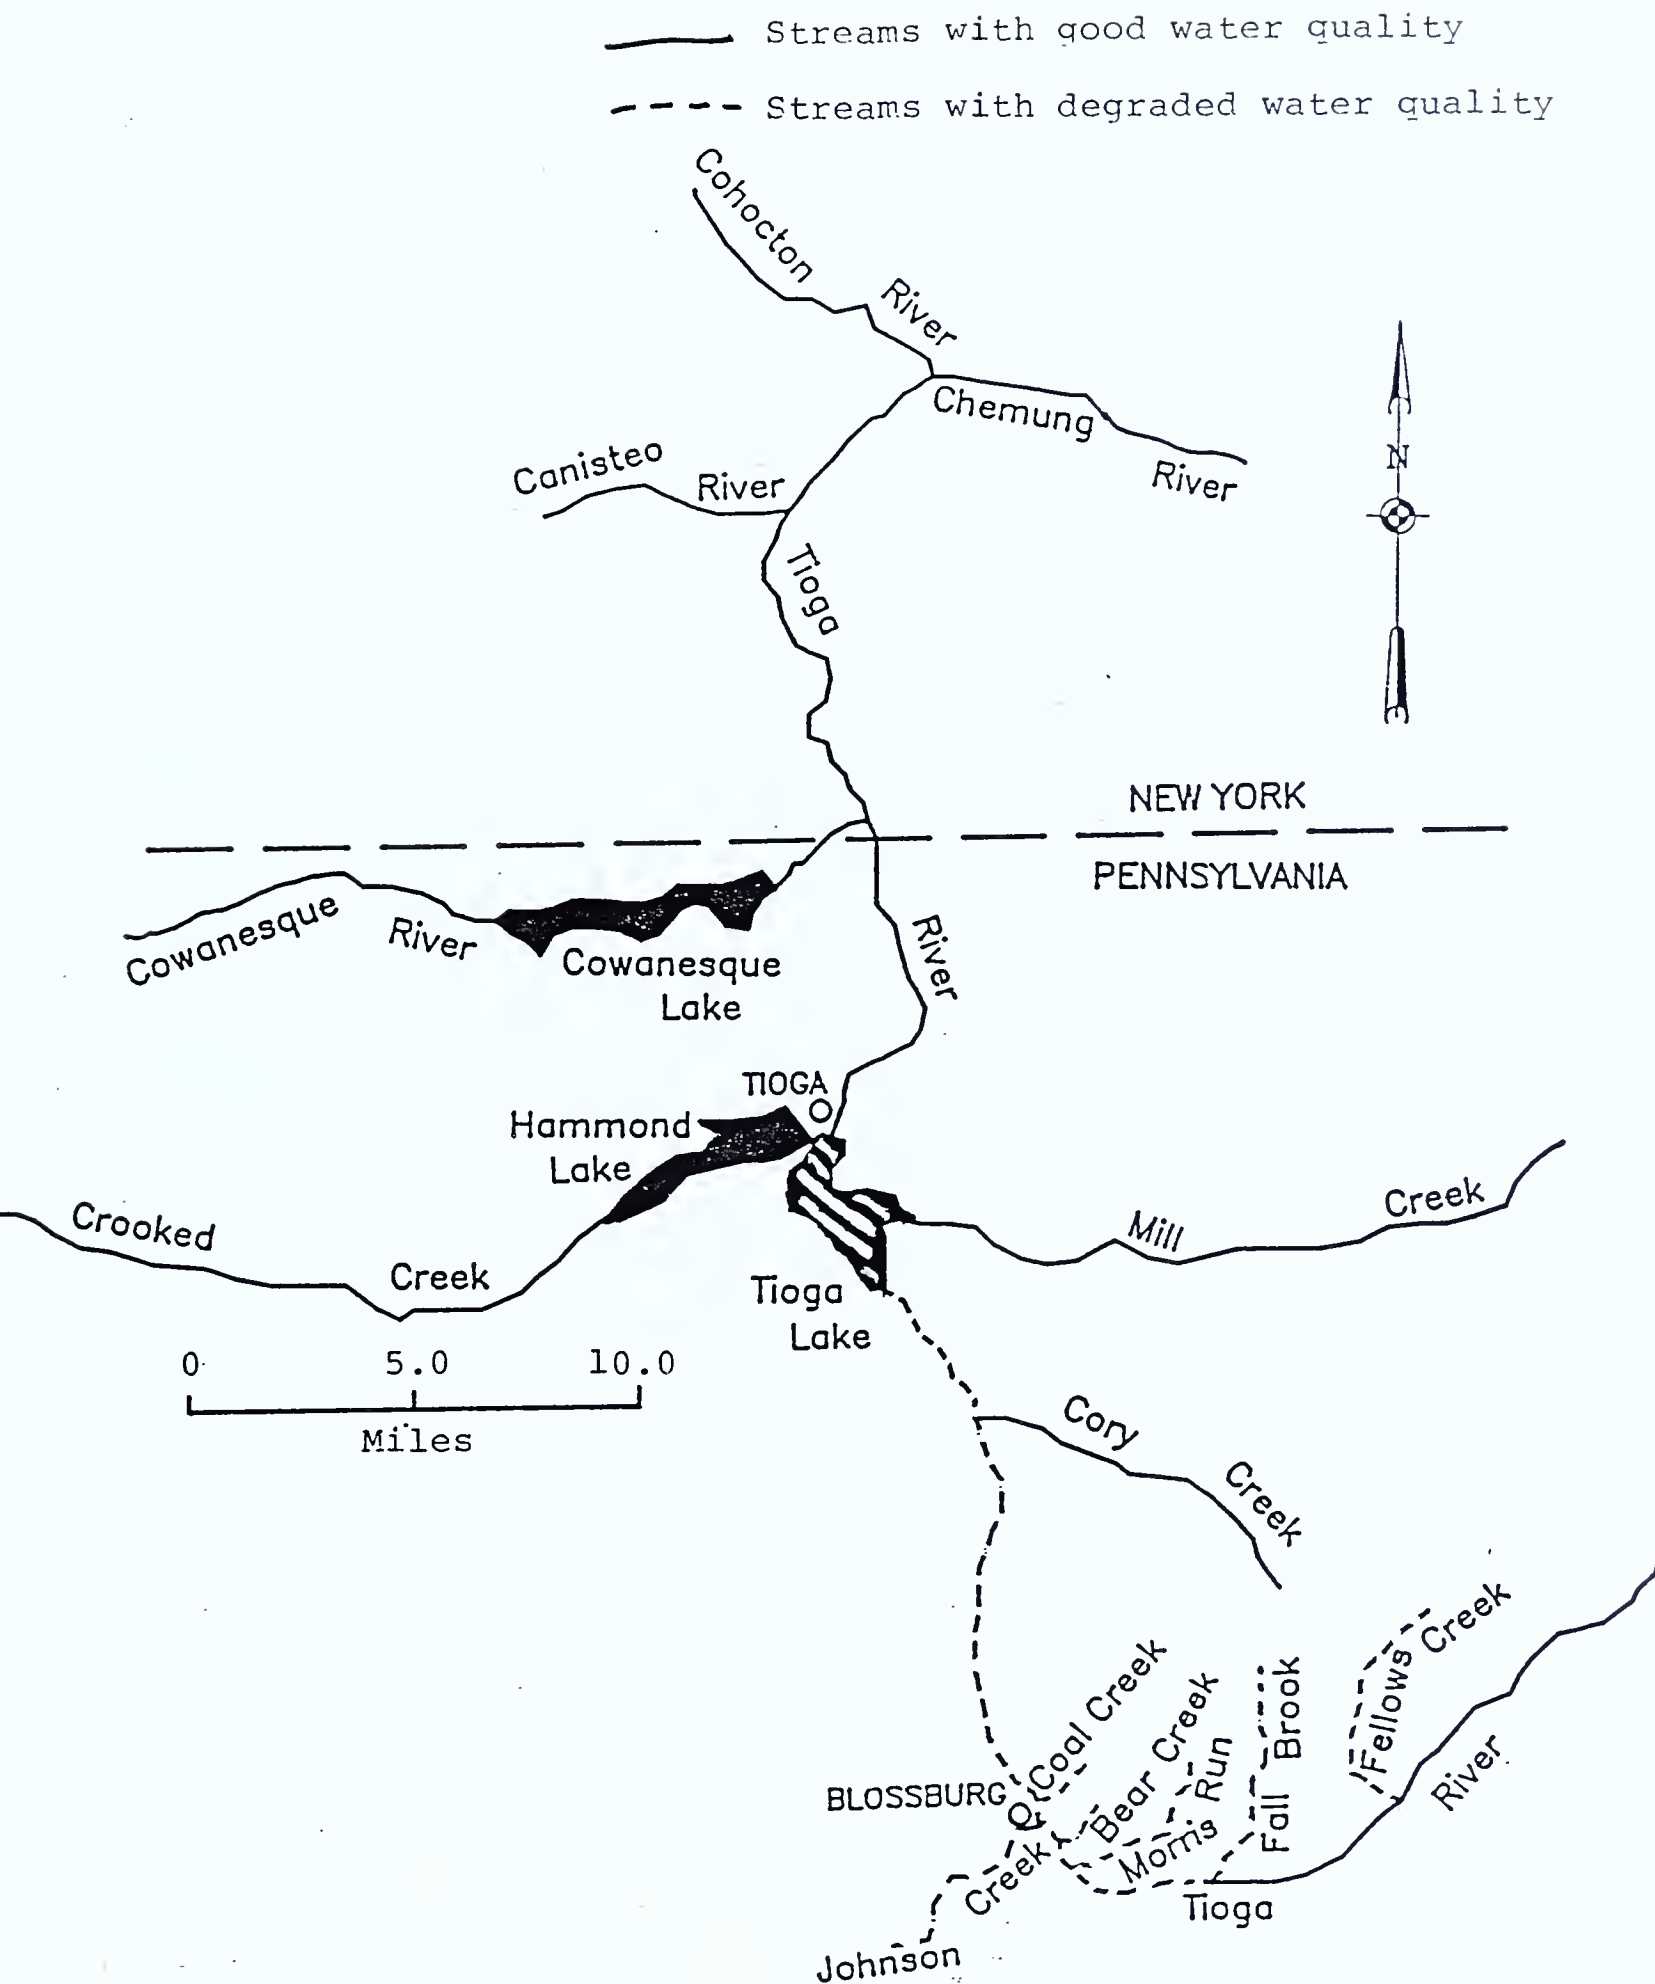 Streams with good water quality
Streams with degraded water quality
Cohocton River
Chemung River
Canisteo River
N
Tioga River
NEW YORK
PENNSYLVANIA
Cowanesque River
Cowanesque
Lake
TIOGA
Hammond
Lake
Crooked Creek
Mill Creek
Tioga
Lake
0 5.0 10.0
Miles
Cory Creek
Coal Creek
Bear Creek
Morris Run
Fall Brook
Fellows Creek
BLOSSBURG
Johnson Creek
Tioga River